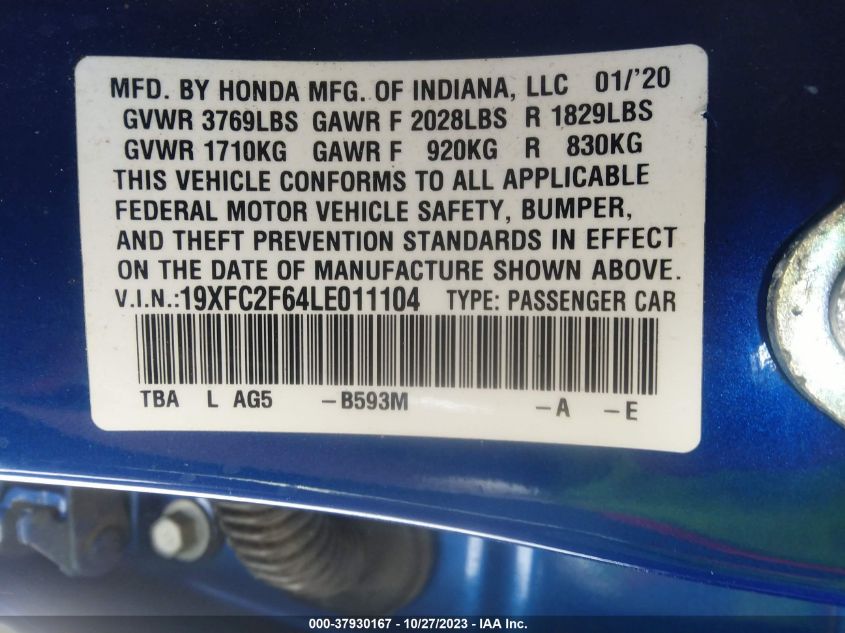 MFD. BY HONDA MFG. OF INDIANA, LLC 01/'20
GVWR 3769LBS GAWR F 2028LBS R 1829LBS
GVWR 1710KG GAWR F 920KG R 830KG
THIS VEHICLE CONFORMS TO ALL APPLICABLE
FEDERAL MOTOR VEHICLE SAFETY, BUMPER,
AND THEFT PREVENTION STANDARDS IN EFFECT
ON THE DATE OF MANUFACTURE SHOWN ABOVE.
V.I.N.:19XFC2F64LE011104 TYPE: PASSENGER CAR
TBA L AG5 -B593M -A -E
000-37930167 - 10/27/2023 - IAA Inc.